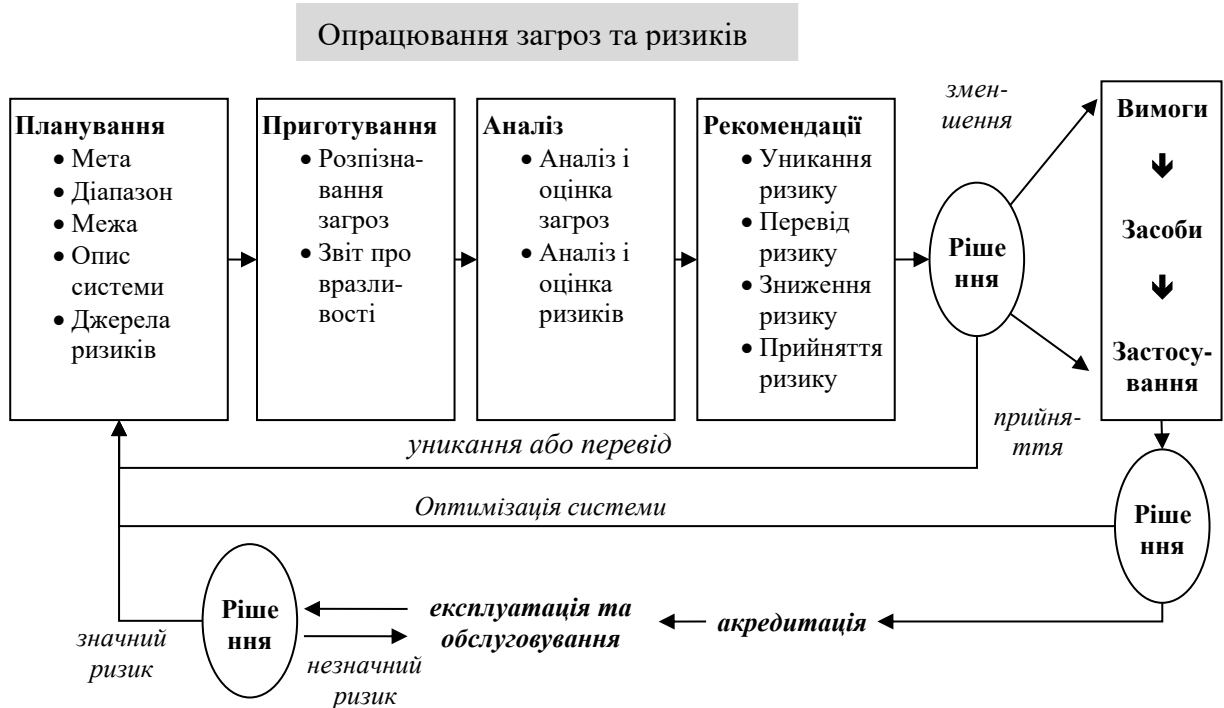 Опрацювання загроз та ризиків
Планування
• Мета
• Діапазон
• Межа
• Опис
системи
• Джерела
ризиків
Приготування
• Розпізна-
вання
загроз
• Звіт про
вразли-
вості
Аналіз
• Аналіз і
оцінка
загроз
• Аналіз і
оцінка
ризиків
Рекомендації
• Уникання
ризику
• Перевід
ризику
• Зниження
ризику
• Прийняття
ризику
Ріше
ння
змен-
шення
прийня-
ття
Вимоги
Засоби
Застосу-
вання
уникання або перевід
Ріше
ння
Оптимізація системи
акредитація
експлуатація та
обслуговування
Ріше
ння
незначний
ризик
значний
ризик